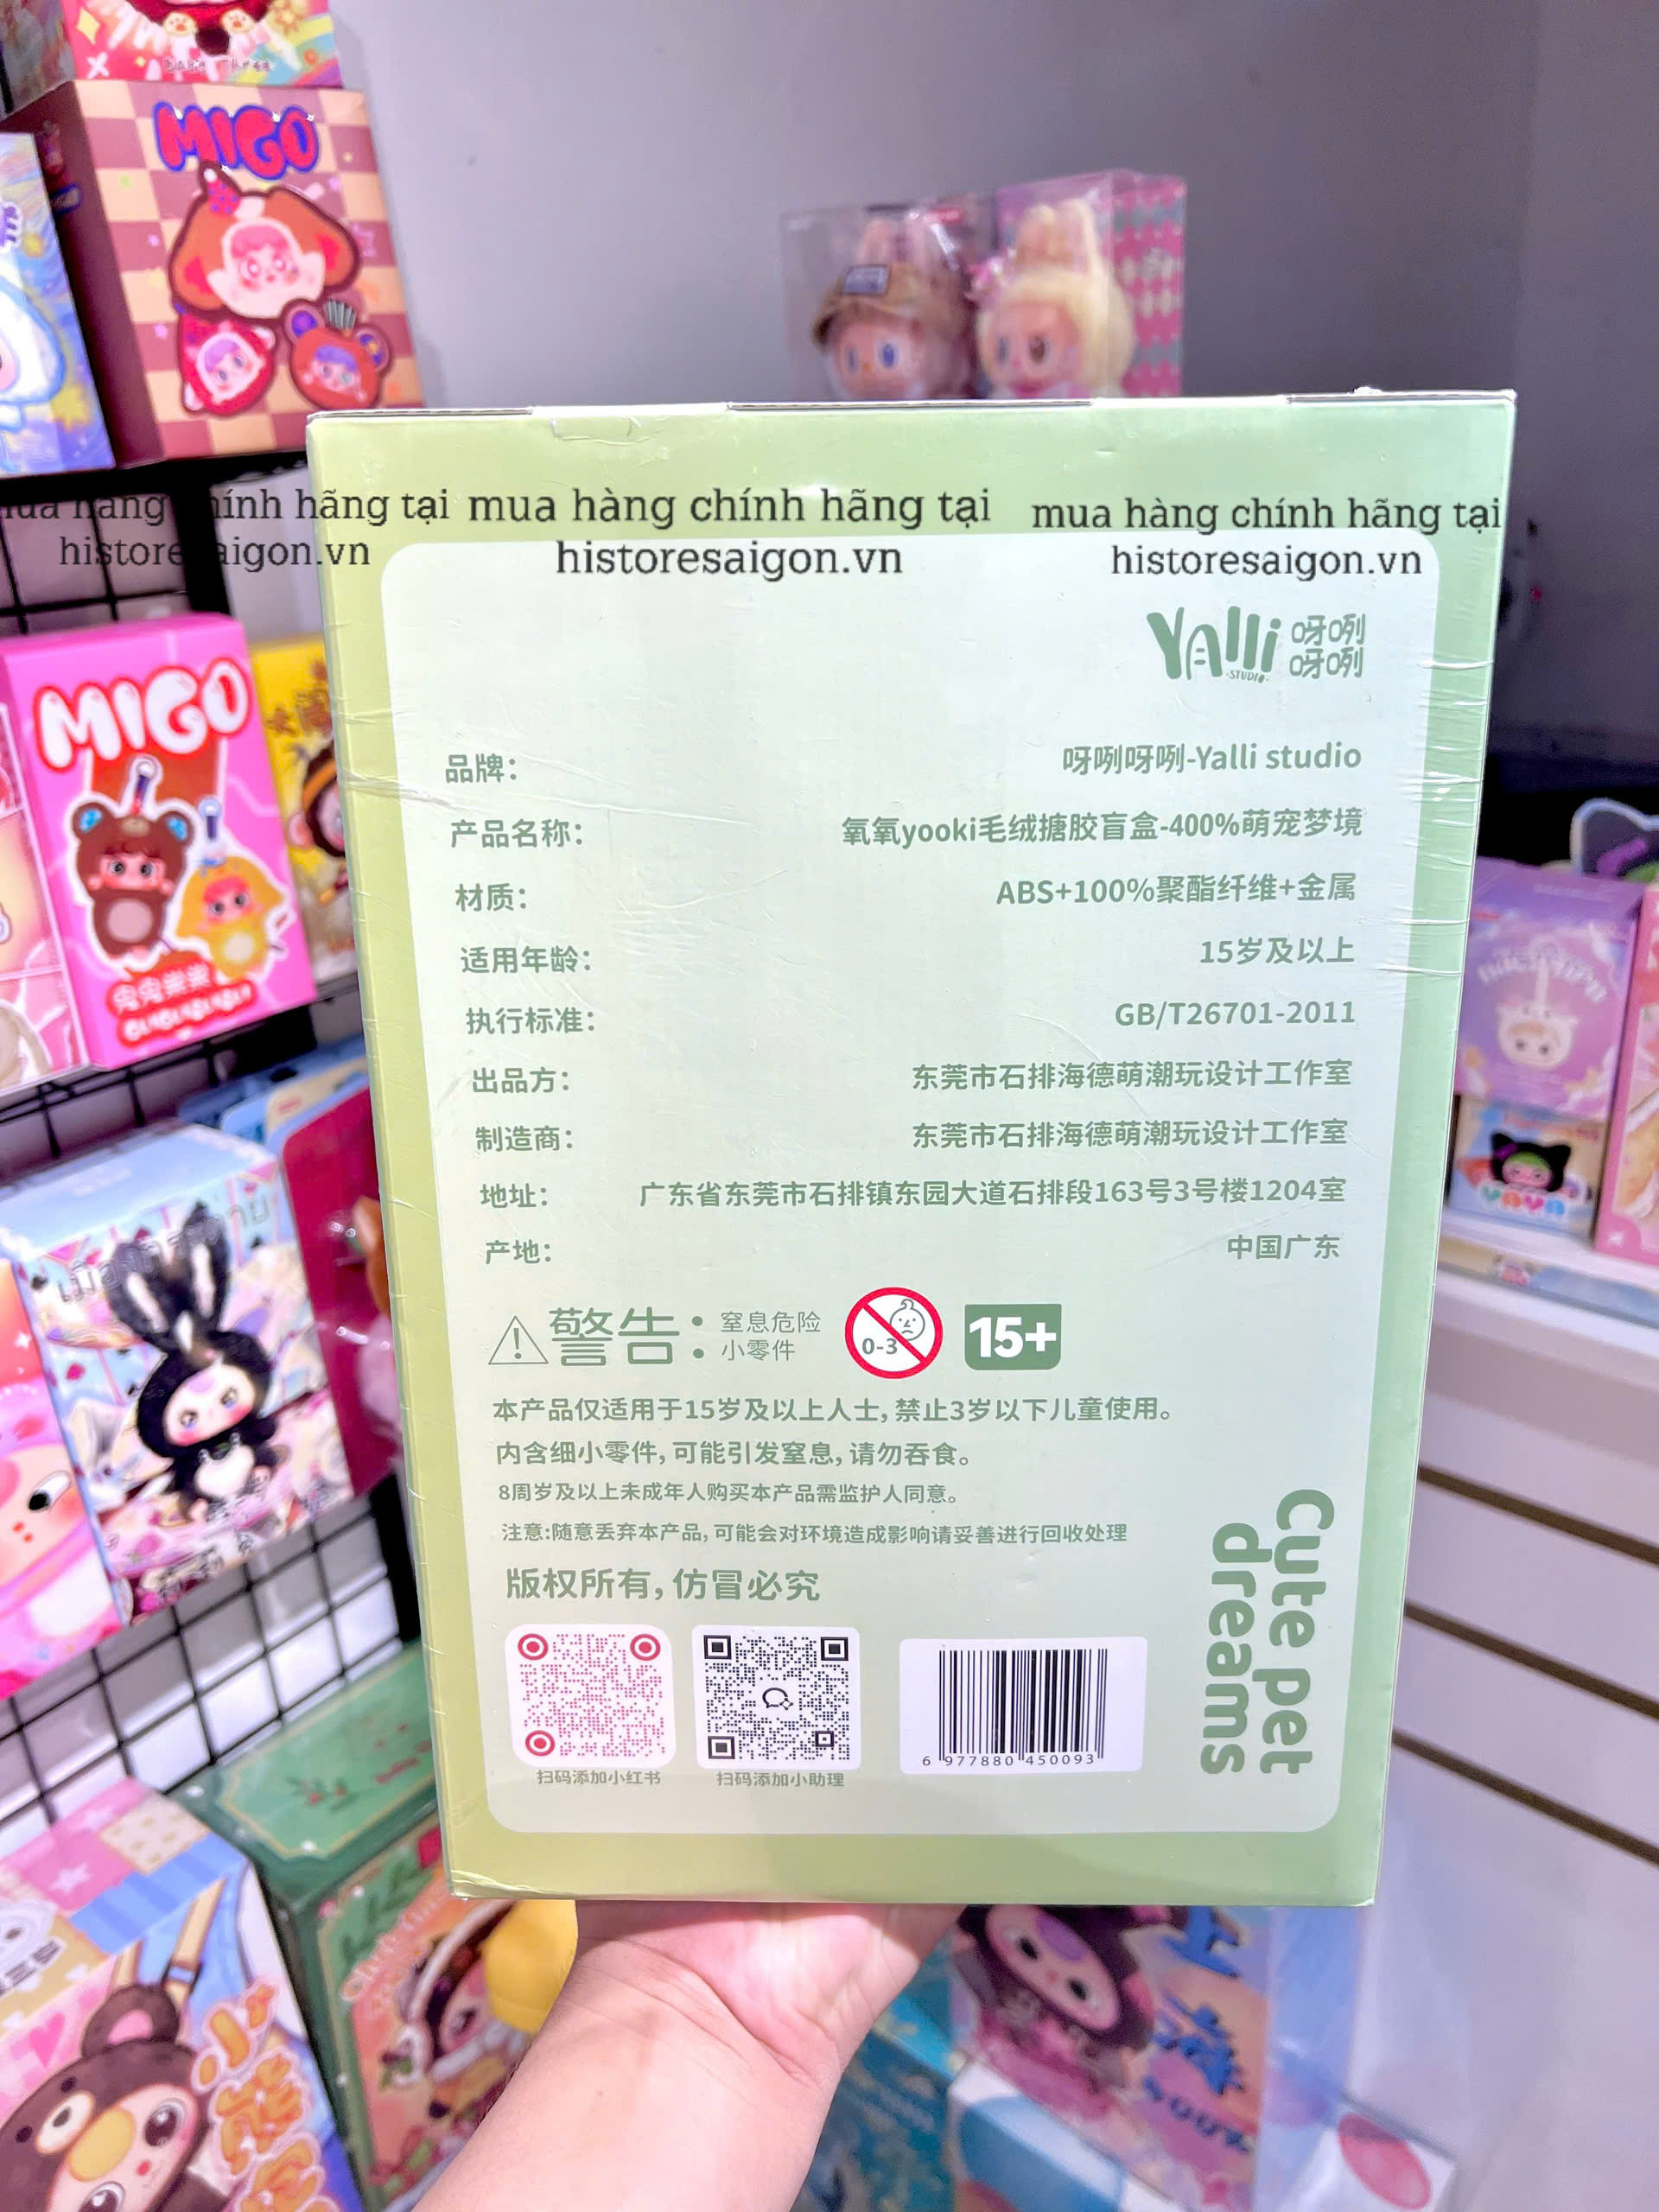 MIGO
mua hàng chính hãng tại
historesaigon.vn
mua hàng chính hãng tại
historesaigon.vn
hính hãng tại
Yalli
STUDIO
呀咧
呀咧
品牌： 呀咧呀咧-Yalli studio
产品名称： 氧氧yooki毛绒搪胶盲盒-400%萌宠梦境
材质： ABS+100%聚酯纤维+金属
适用年龄： 15岁及以上
执行标准： GB/T26701-2011
出品方： 东莞市石排海德萌潮玩设计工作室
制造商： 东莞市石排海德萌潮玩设计工作室
地址： 广东省东莞市石排镇东园大道石排段163号3号楼1204室
产地： 中国广东
警告： 窒息危险
小零件
0-3
15+
本产品仅适用于15岁及以上人士，禁止3岁以下儿童使用。
内含细小零件，可能引发窒息，请勿吞食。
8周岁及以上未成年人购买本产品需监护人同意。
注意:随意丢弃本产品，可能会对环境造成影响请妥善进行回收处理
版权所有，仿冒必究
扫码添加小红书
扫码添加小助理
6 977880 450093
Cute pet
dreams
MIGO
YAYA